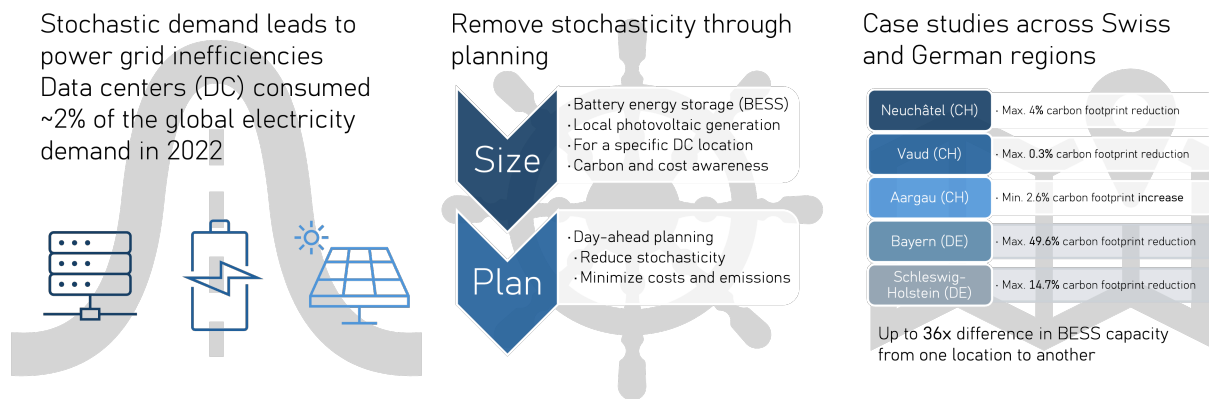 Stochastic demand leads to
power grid inefficiencies
Data centers (DC) consumed
~2% of the global electricity
demand in 2022
Remove stochasticity through
planning
Size
· Battery energy storage (BESS)
· Local photovoltaic generation
· For a specific DC location
· Carbon and cost awareness
Plan
· Day-ahead planning
· Reduce stochasticity
· Minimize costs and emissions
Case studies across Swiss
and German regions
Neuchâtel (CH)
· Max. 4% carbon footprint reduction
Vaud (CH)
· Max. 0.3% carbon footprint reduction
Aargau (CH)
· Min. 2.6% carbon footprint increase
Bayern (DE)
· Max. 49.6% carbon footprint reduction
Schleswig-
Holstein (DE)
· Max. 14.7% carbon footprint reduction
Up to 36x difference in BESS capacity
from one location to another